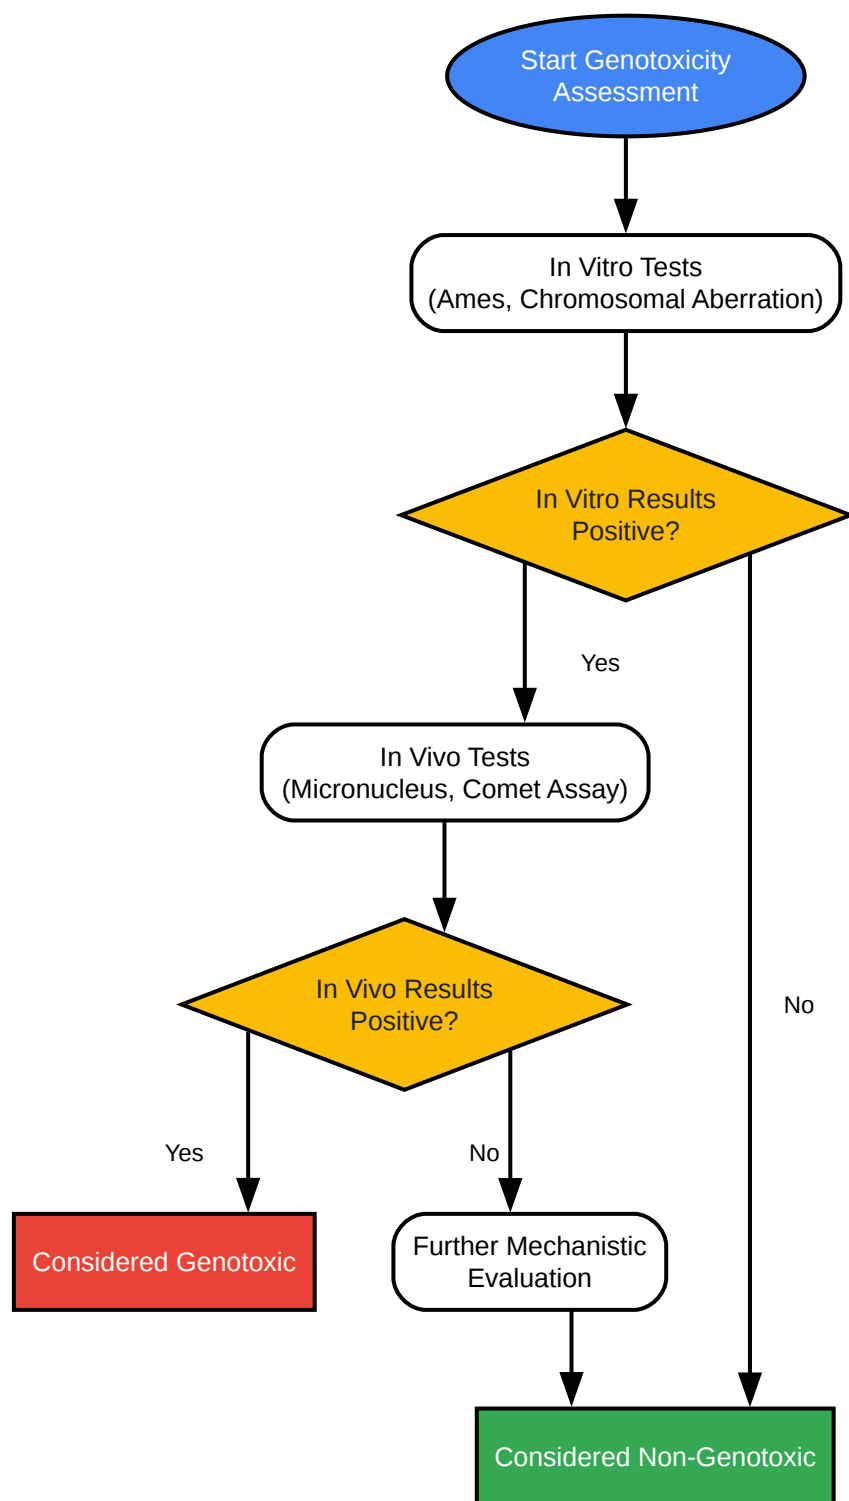 Start Genotoxicity
Assessment
In Vitro Tests
(Ames, Chromosomal Aberration)
In Vitro Results
Positive?
Yes
In Vivo Tests
(Micronucleus, Comet Assay)
In Vivo Results
Positive?
No
Yes
No
Considered Genotoxic
Further Mechanistic
Evaluation
Considered Non-Genotoxic